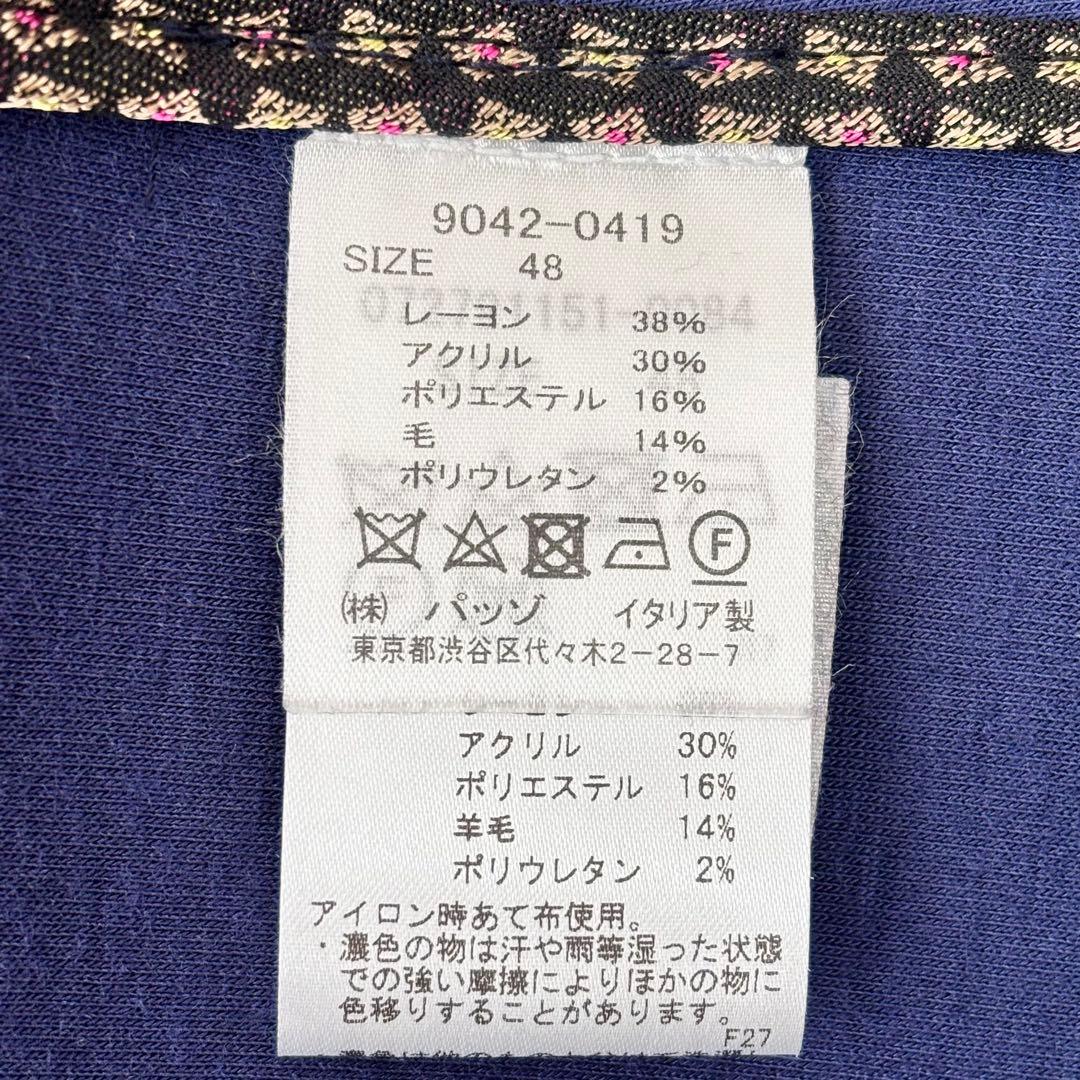 9042-0419
SIZE 48
レーヨン 38%
アクリル 30%
ポリエステル 16%
毛 14%
ポリウレタン 2%
F
㈱ パッゾ イタリア製
東京都渋谷区代々木2-28-7
アクリル 30%
ポリエステル 16%
羊毛 14%
ポリウレタン 2%
アイロン時あて布使用。
・濃色の物は汗や雨等湿った状態
での強い摩擦によりほかの物に
色移りすることがあります。
F27